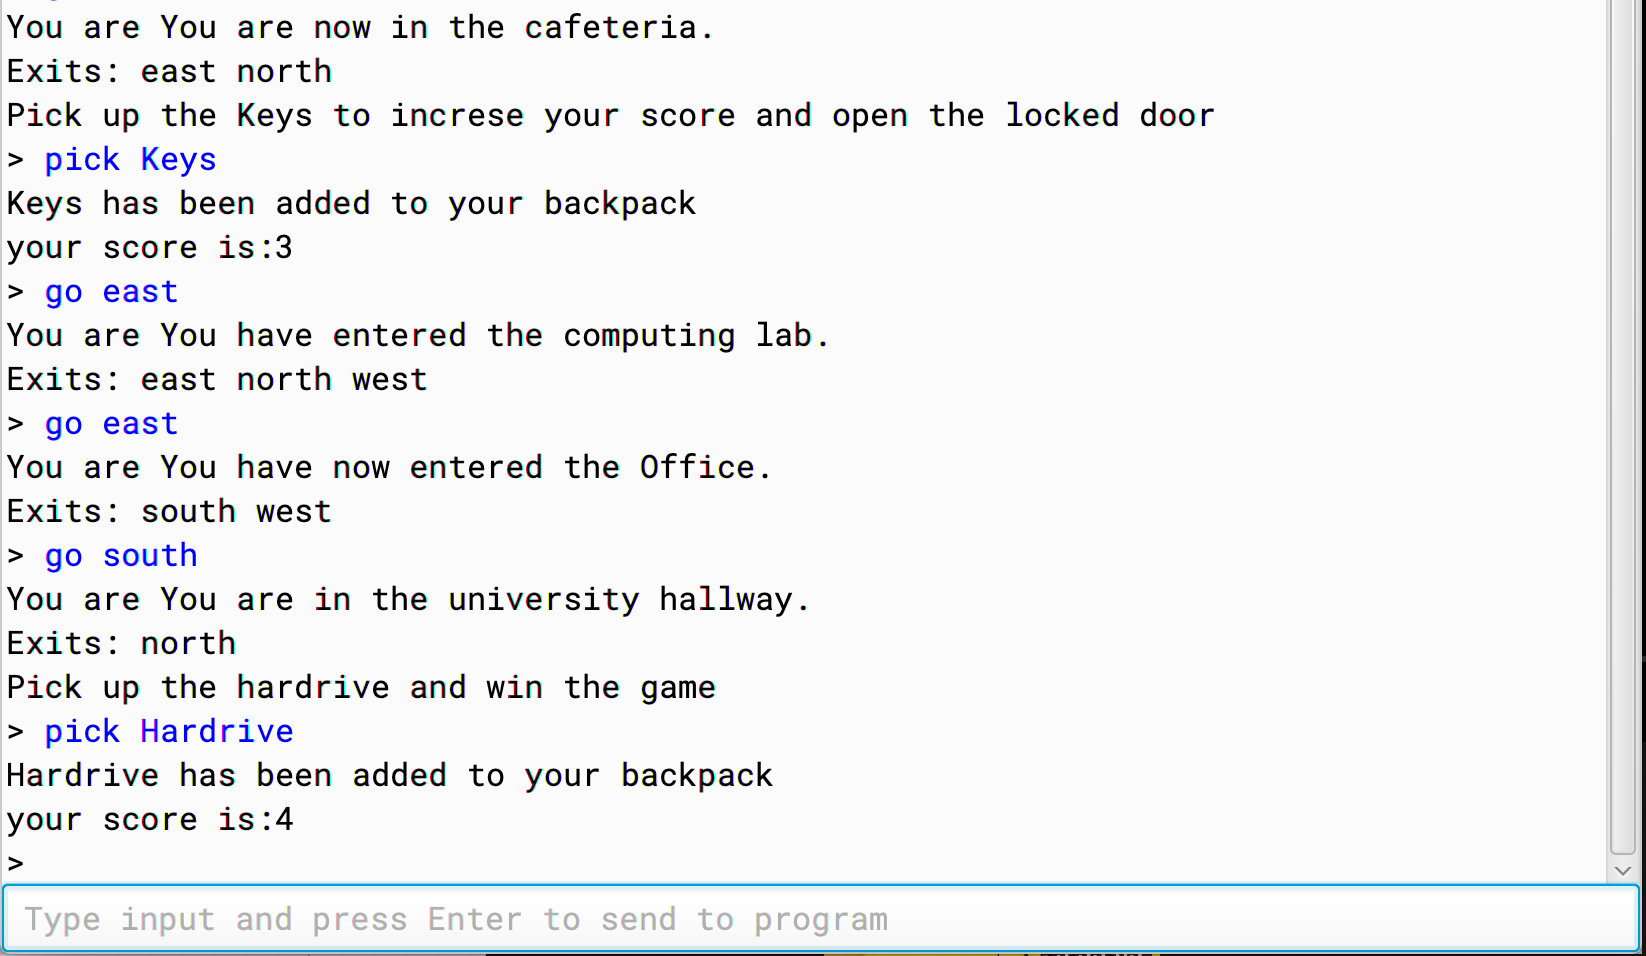 You are You are now in the cafeteria.
Exits: east north
Pick up the Keys to increse your score and open the locked door
> pick Keys
Keys has been added to your backpack
your score is:3
> go east
You are You have entered the computing lab.
Exits: east north west
> go east
You are You have now entered the Office.
Exits: south west
> go south
You are You are in the university hallway.
Exits: north
Pick up the hardrive and win the game
> pick Hardrive
Hardrive has been added to your backpack
your score is:4
>
Type input and press Enter to send to program